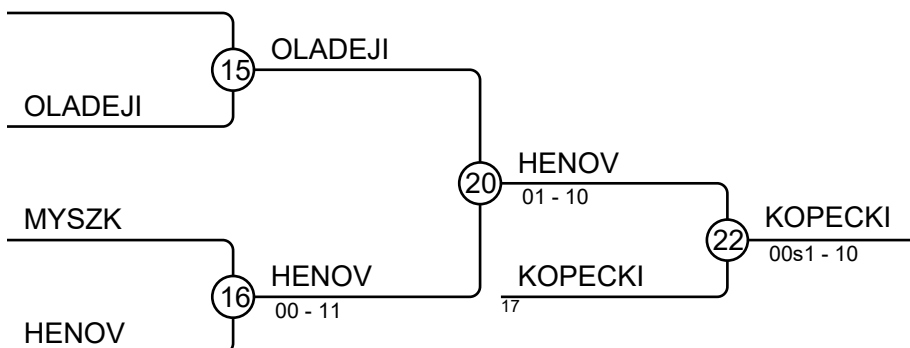 OLADEJI
15
OLADEJI
HENOV
20
01 - 10
MYSZK
KOPECKI
22
00s1 - 10
HENOV
KOPECKI
16
00 - 11
17
HENOV